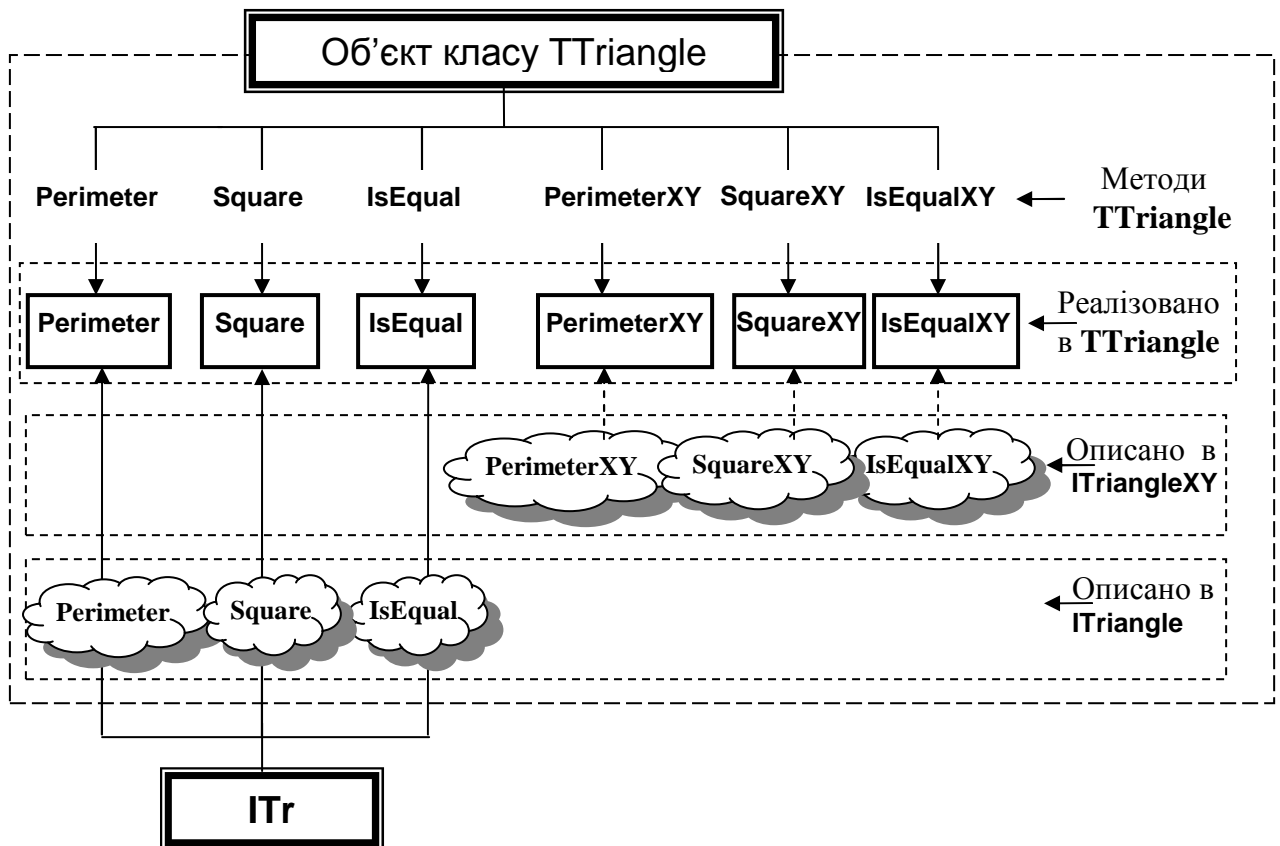 Об’єкт класу TTriangle
Perimeter Square IsEqual PerimeterXY SquareXY IsEqualXY
Методи
TTriangle
Perimeter Square IsEqual PerimeterXY SquareXY IsEqualXY
Реалізовано
в TTriangle
PerimeterXY SquareXY IsEqualXY
Описано в
ITriangleXY
Perimeter Square IsEqual
Описано в
ITriangle
ITr